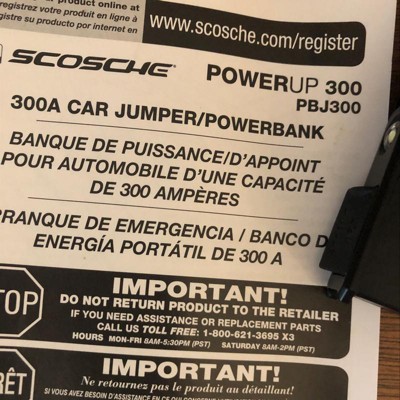 product online at
registrez votre produit en ligne à
gistre su producto por internet en
www.scosche.com/register
SCOSCHE
POWERUP 300
PBJ300
300A CAR JUMPER/POWERBANK
BANQUE DE PUISSANCE/D'APPOINT
POUR AUTOMOBILE D'UNE CAPACITÉ
DE 300 AMPÈRES
RRANQUE DE EMERGENCIA / BANCO D
ENERGÍA PORTÁTIL DE 300 A
TOP
IMPORTANT!
DO NOT RETURN PRODUCT TO THE RETAILER
IF YOU NEED ASSISTANCE OR REPLACEMENT PARTS
CALL US TOLL FREE: 1-800-621-3695 X3
HOURS MON-FRI 8AM-5:30PM (PST) SATURDAY 8AM-2PM (PST)
RÊT
IMPORTANT!
Ne retournez pas le produit au détaillant!
SI VOUS AVEZ BESOIN D'ASSISTANCE